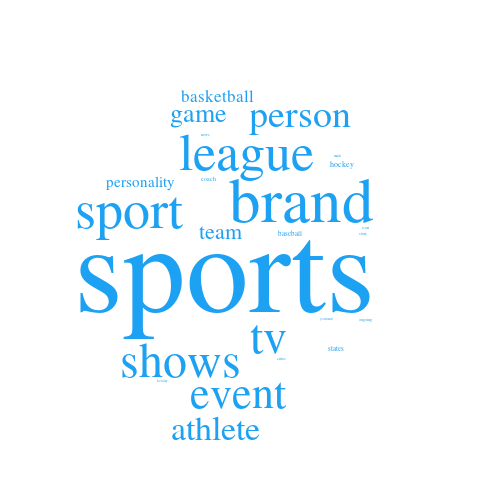 basketball
game
person
league
hockey
coach
personality
brand
sport
team
baseball
sports
tv
states
shows
event
athlete